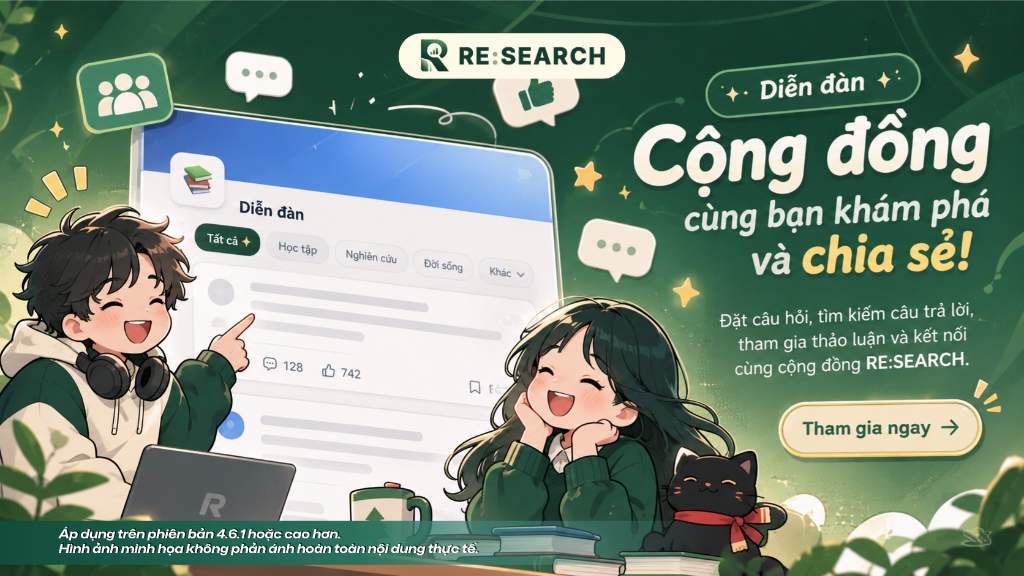 RE:SEARCH
Diễn đàn
Cộng đồng
cùng bạn khám phá
và chia sẻ!
Đặt câu hỏi, tìm kiếm câu trả lời,
tham gia thảo luận và kết nối
cùng cộng đồng RE:SEARCH.
Tham gia ngay
Diễn đàn
Tất cả
Học tập
Nghiên cứu
Đời sống
Khác
128
742
R
Áp dụng trên phiên bản 4.6.1 hoặc cao hơn.
Hình ảnh minh họa không phản ánh hoàn toàn nội dung thực tế.